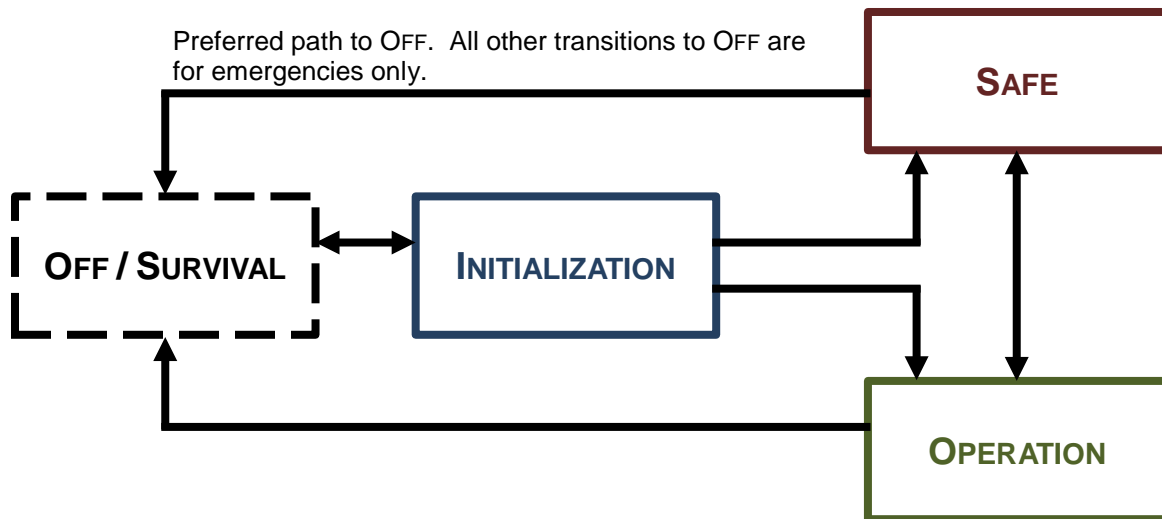 Preferred path to OFF.  All other transitions to OFF are
for emergencies only.
SAFE
OFF / SURVIVAL
INITIALIZATION
OPERATION